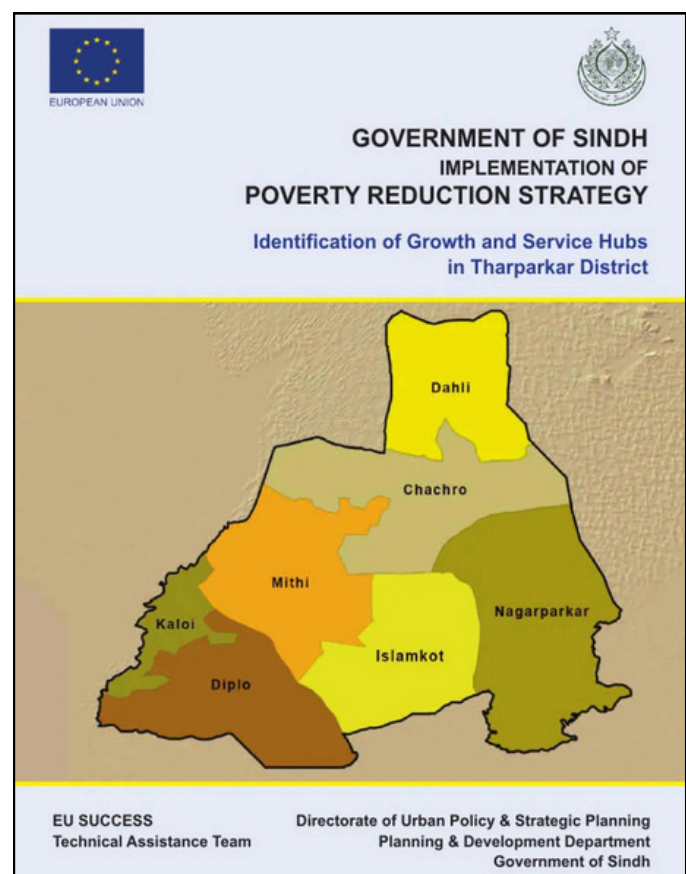 EUROPEAN UNION
GOVERNMENT OF SINDH
IMPLEMENTATION OF
POVERTY REDUCTION STRATEGY
Identification of Growth and Service Hubs
in Tharparkar District
Dahli
Chachro
Mithi
Nagarparkar
Kaloi
Islamkot
Diplo
EU SUCCESS
Technical Assistance Team
Directorate of Urban Policy & Strategic Planning
Planning & Development Department
Government of Sindh